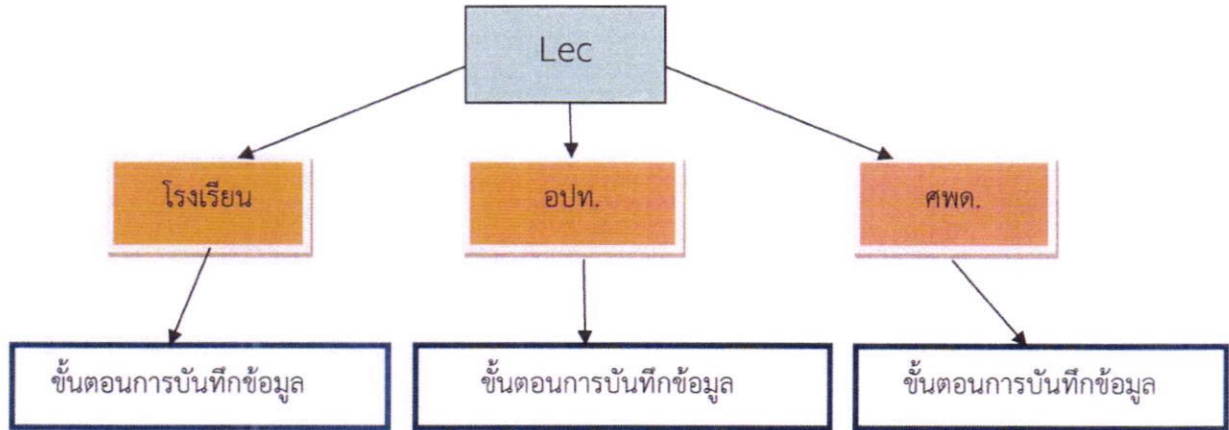 Lec
โรงเรียน
อปท.
ศพด.
ขั้นตอนการบันทึกข้อมูล
ขั้นตอนการบันทึกข้อมูล
ขั้นตอนการบันทึกข้อมูล